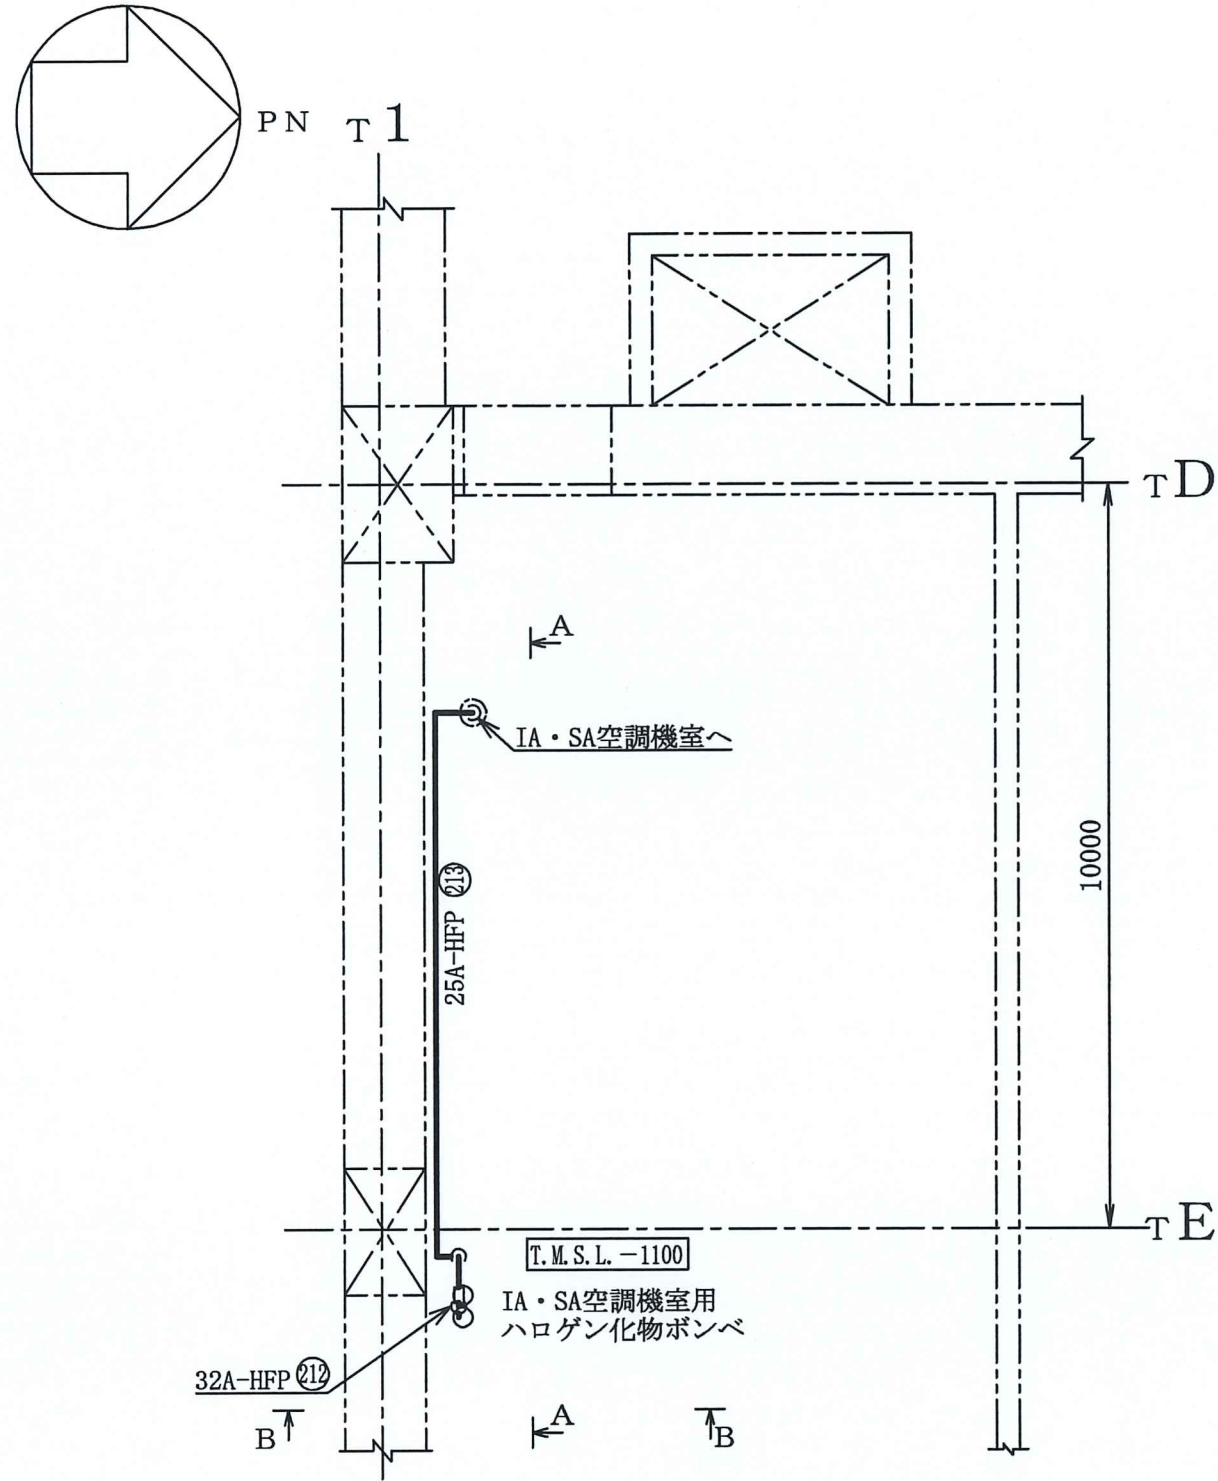 PN
T1
TD
A
IA・SA空調機室へ
10000
25A-HFP 213
TE
T.M.S.L.-1100
IA・SA空調機室用
ハロゲン化物ボンベ
32A-HFP 212
B
A
B